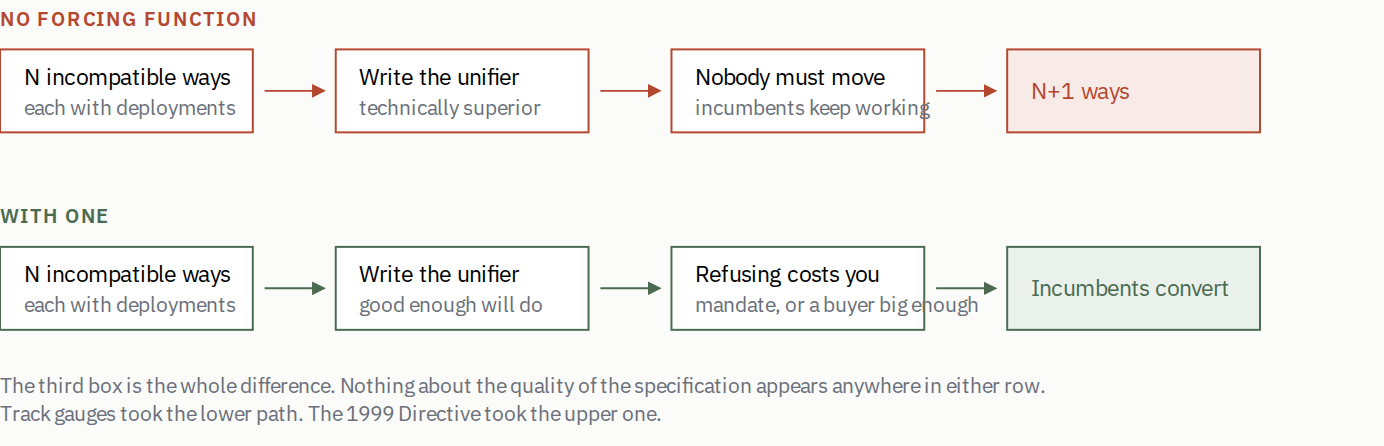 NO FORCING FUNCTION
N incompatible ways
each with deployments
Write the unifier
technically superior
Nobody must move
incumbents keep working
N+1 ways
WITH ONE
N incompatible ways
each with deployments
Write the unifier
good enough will do
Refusing costs you
mandate, or a buyer big enough
Incumbents convert
The third box is the whole difference. Nothing about the quality of the specification appears anywhere in either row.
Track gauges took the lower path. The 1999 Directive took the upper one.